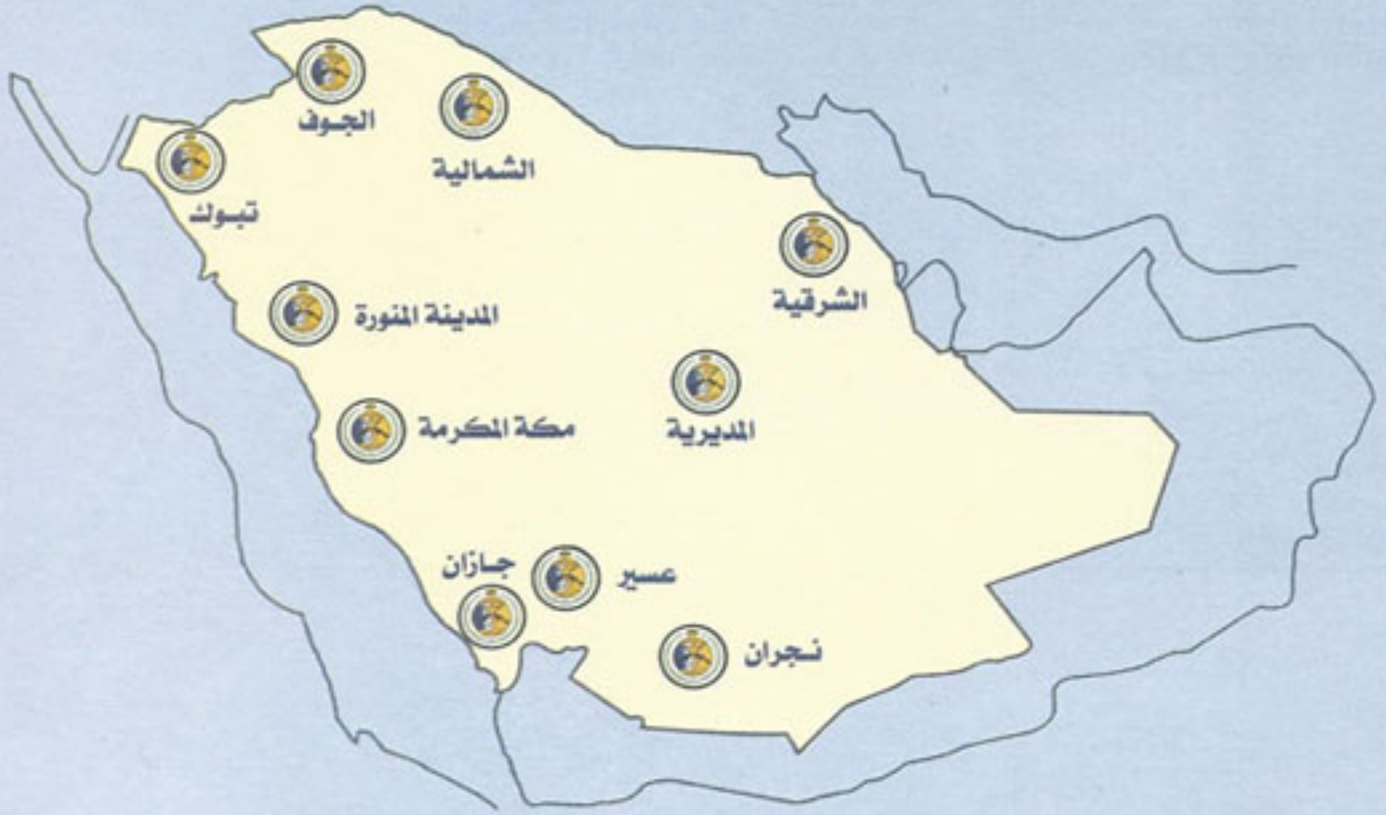 الجوف
الشمالية
تبوك
الشرقية
المدينة المنورة
مكة المكرمة
المديرية
جازان
عسير
نجران